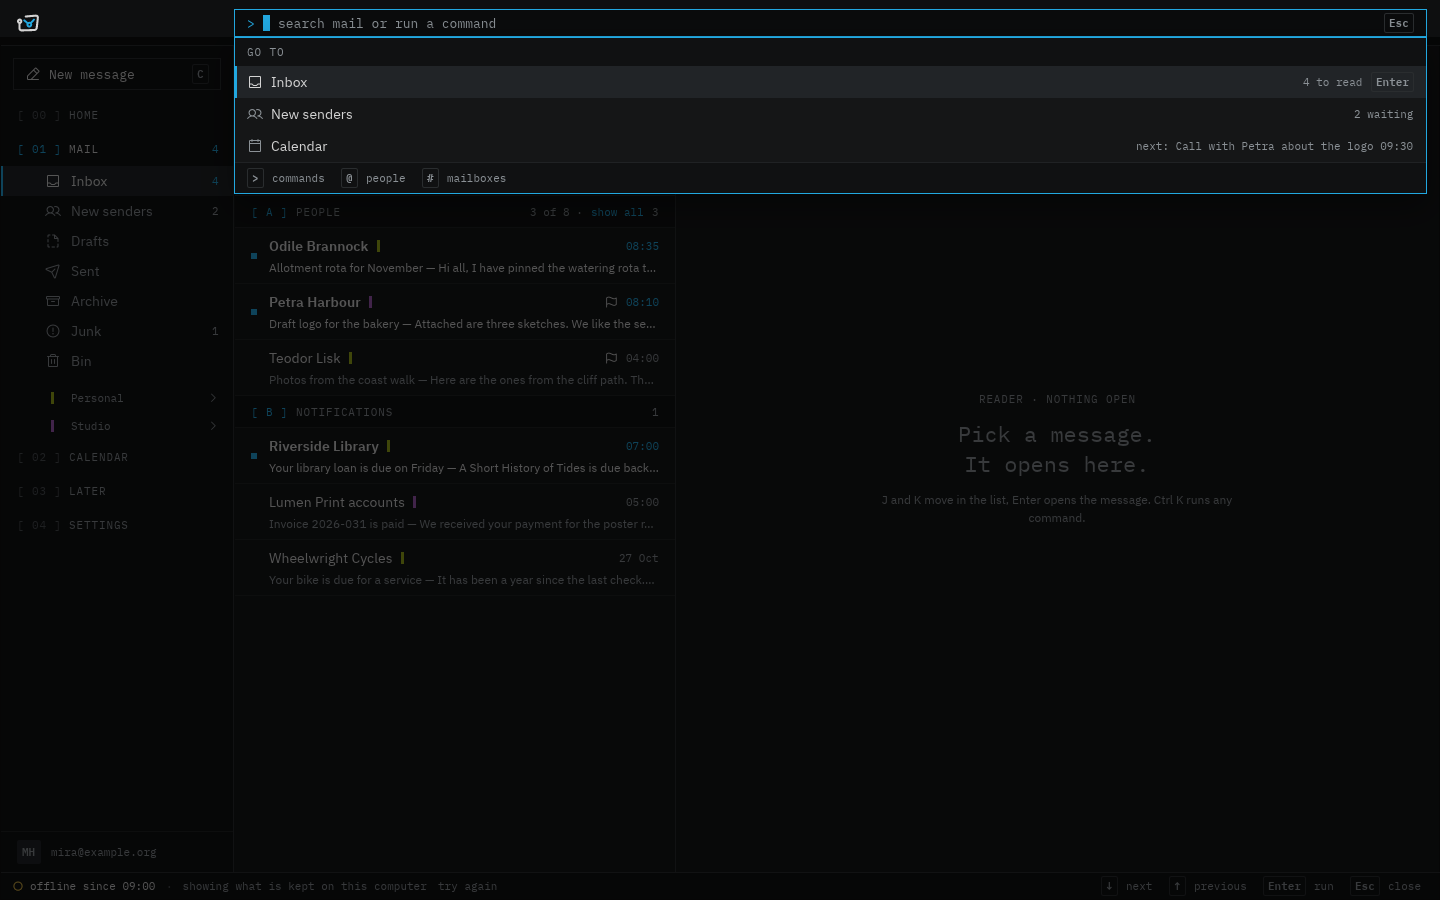 > search mail or run a command Esc
GO TO
Inbox 4 to read Enter
New senders 2 waiting
Calendar next: Call with Petra about the logo 09:30
> commands @ people # mailboxes
New message C
[ 00 ] HOME
[ 01 ] MAIL 4
Inbox 4
New senders 2
Drafts
Sent
Archive
Junk 1
Bin
Personal
Studio
[ 02 ] CALENDAR
[ 03 ] LATER
[ 04 ] SETTINGS
MH mira@example.org
[ A ] PEOPLE 3 of 8 · show all 3
Odile Brannock 08:35
Allotment rota for November — Hi all, I have pinned the watering rota t…
Petra Harbour 08:10
Draft logo for the bakery — Attached are three sketches. We like the se…
Teodor Lisk 04:00
Photos from the coast walk — Here are the ones from the cliff path. Th…
[ B ] NOTIFICATIONS 1
Riverside Library 07:00
Your library loan is due on Friday — A Short History of Tides is due back…
Lumen Print accounts 05:00
Invoice 2026-031 is paid — We received your payment for the poster r…
Wheelwright Cycles 27 Oct
Your bike is due for a service — It has been a year since the last check.…
READER · NOTHING OPEN
Pick a message.
It opens here.
J and K move in the list, Enter opens the message. Ctrl K runs any
command.
offline since 09:00 · showing what is kept on this computer try again
↓ next ↑ previous Enter run Esc close